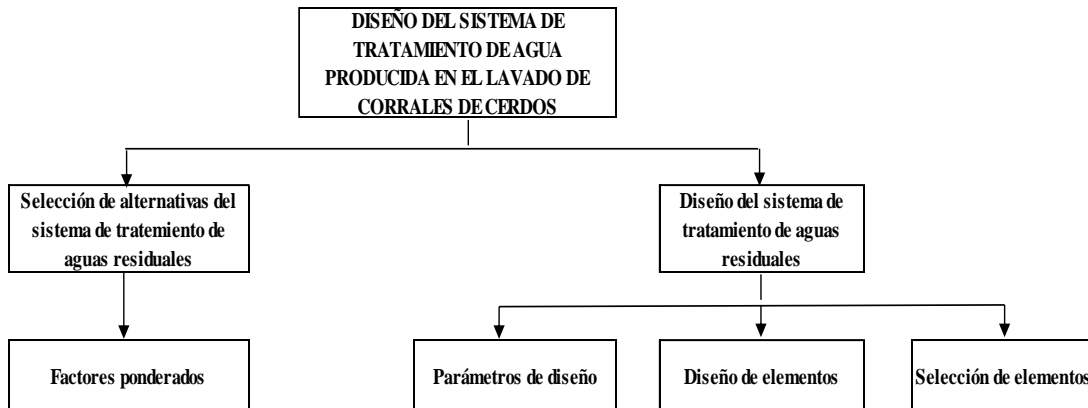 DISEÑO DEL SISTEMA DE
TRATAMIENTO DE AGUA
PRODUCIDA EN EL LAVADO DE
CORRALES DE CERDOS
Selección de alternativas del
sistema de tratemiento de
aguas residuales
Diseño del sistema de
tratamiento de aguas
residuales
Factores ponderados
Parámetros de diseño
Diseño de elementos
Selección de elementos